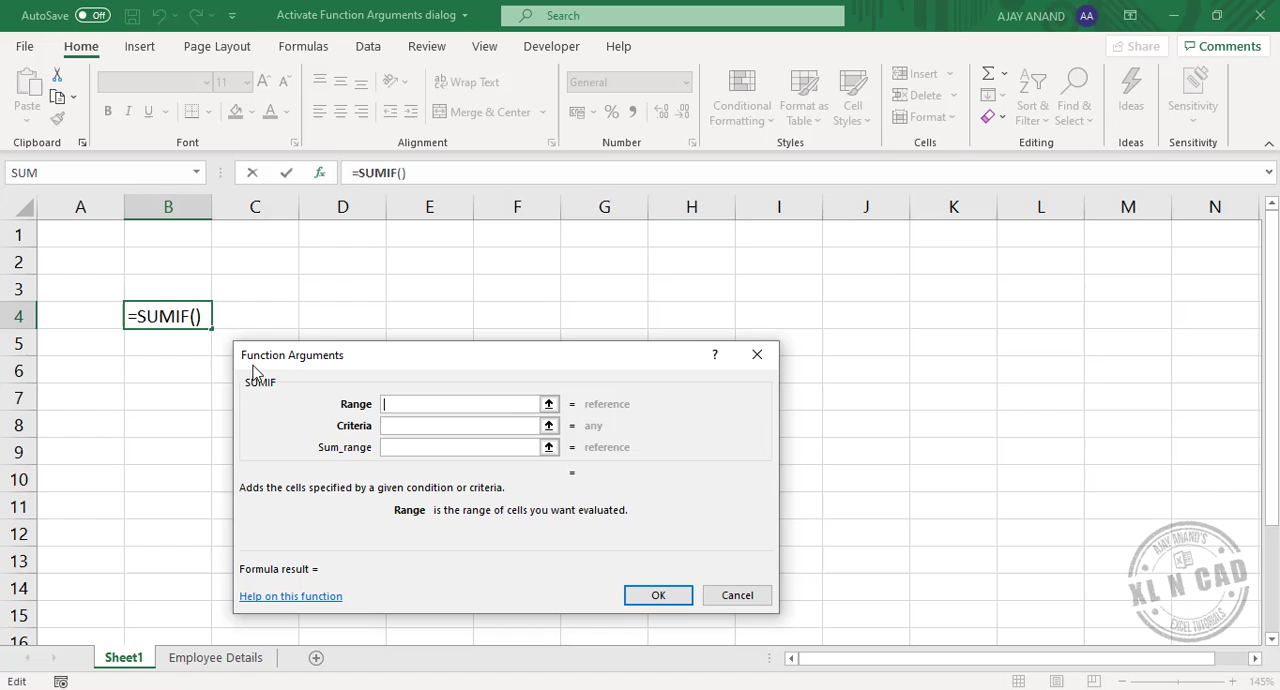 AutoSave Off Activate Function Arguments dialog Search AJAY ANAND AA
File Home Insert Page Layout Formulas Data Review View Developer Help Share Comments
Paste 11 Wrap Text General Conditional Formatting Format as Table Cell Styles Insert Sort & Filter Find & Select Ideas Sensitivity
B I U Merge & Center % Delete
Format
Clipboard Font Alignment Number Styles Cells Editing Ideas Sensitivity
SUM fx =SUMIF()
A B C D E F G H I J K L M N
1
2
3
4 =SUMIF()
5
Function Arguments ?
6
SUMIF
7 Range = reference
8 Criteria = any
9 Sum_range = reference
10 =
Adds the cells specified by a given condition or criteria.
11 Range is the range of cells you want evaluated.
12
13
Formula result =
14 Help on this function OK Cancel
15
16
AJAY ANAND'S
XL N CAD
EXCEL TUTORIALS
Sheet1 Employee Details
Edit 145%